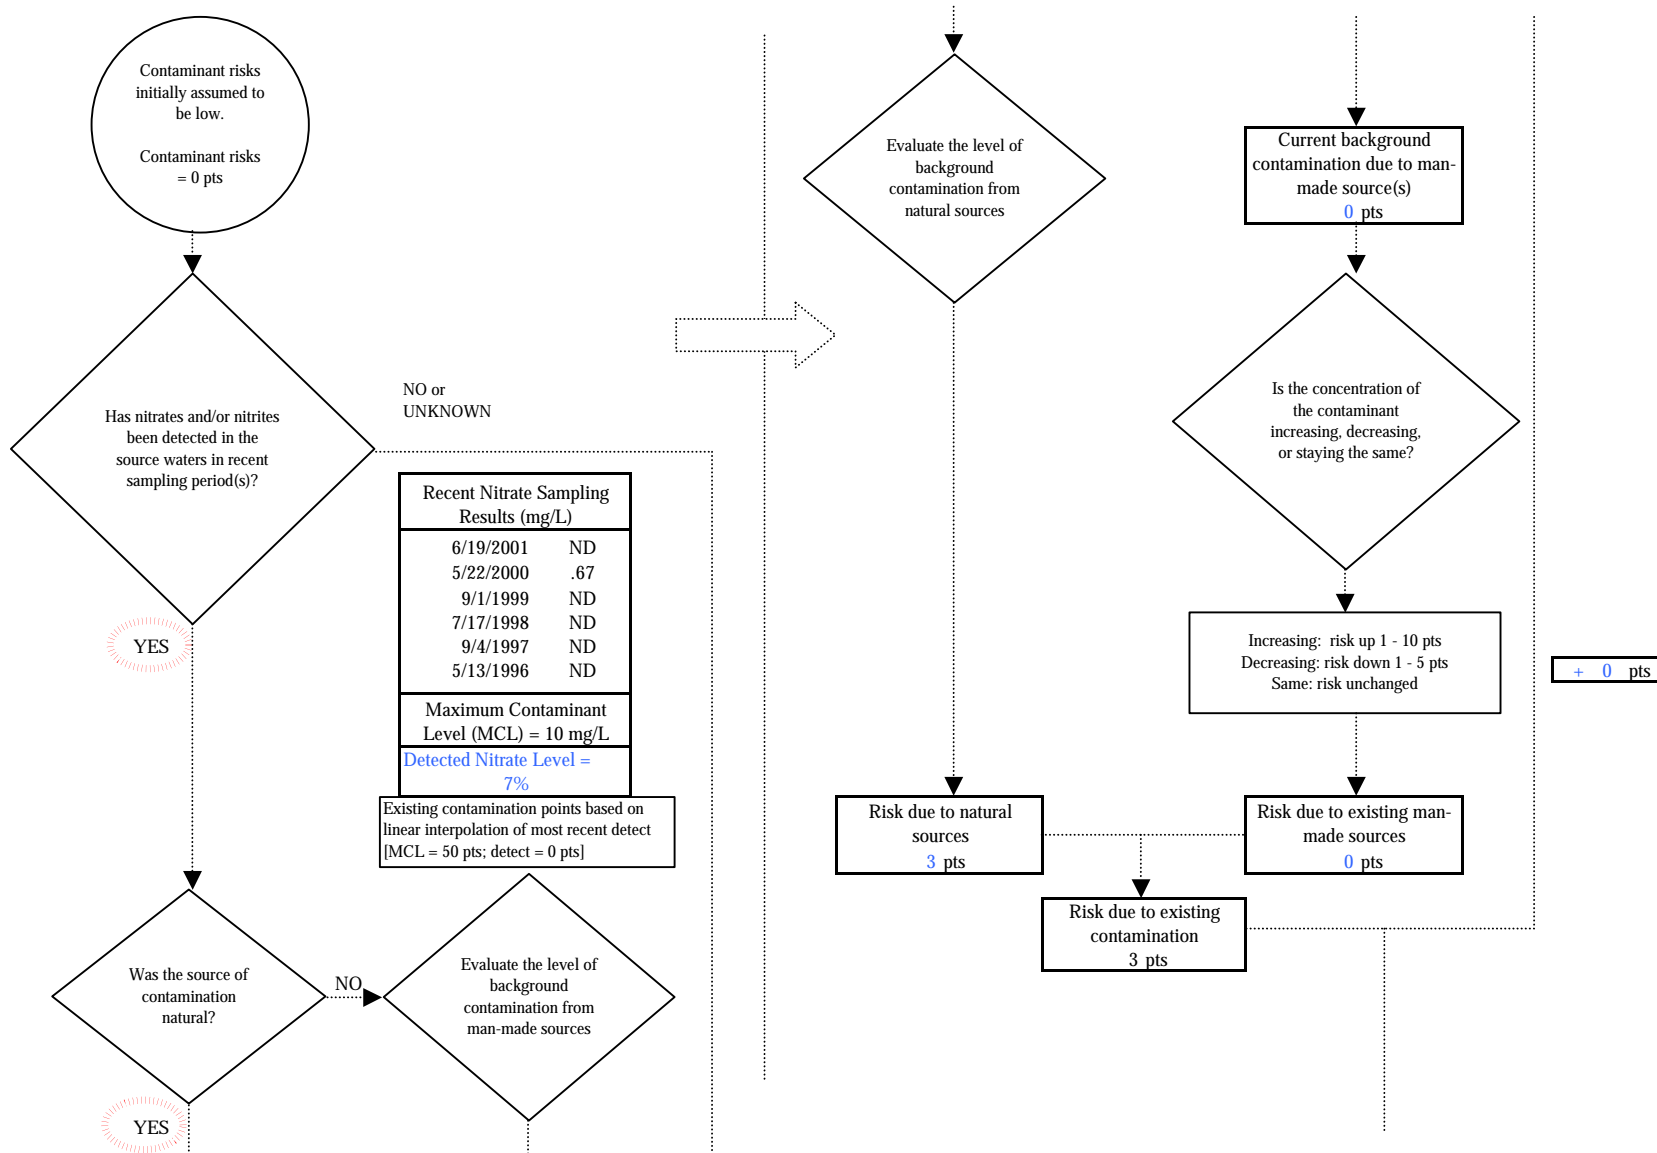 Contaminant risks
initially assumed to
be low.
Contaminant risks
= 0 pts
Has nitrates and/or nitrites
been detected in the
source waters in recent
sampling period(s)?
NO or
UNKNOWN
YES
Recent Nitrate Sampling
Results (mg/L)
6/19/2001 ND
5/22/2000 .67
9/1/1999 ND
7/17/1998 ND
9/4/1997 ND
5/13/1996 ND
Maximum Contaminant
Level (MCL) = 10 mg/L
Detected Nitrate Level =
7%
Existing contamination points based on
linear interpolation of most recent detect
[MCL = 50 pts; detect = 0 pts]
Was the source of
contamination
natural?
NO
YES
Evaluate the level of
background
contamination from
man-made sources
Evaluate the level of
background
contamination from
natural sources
Current background
contamination due to man-
made source(s)
0 pts
Is the concentration of
the contaminant
increasing, decreasing,
or staying the same?
Increasing: risk up 1 - 10 pts
Decreasing: risk down 1 - 5 pts
Same: risk unchanged
+ 0 pts
Risk due to natural
sources
3 pts
Risk due to existing man-
made sources
0 pts
Risk due to existing
contamination
3 pts